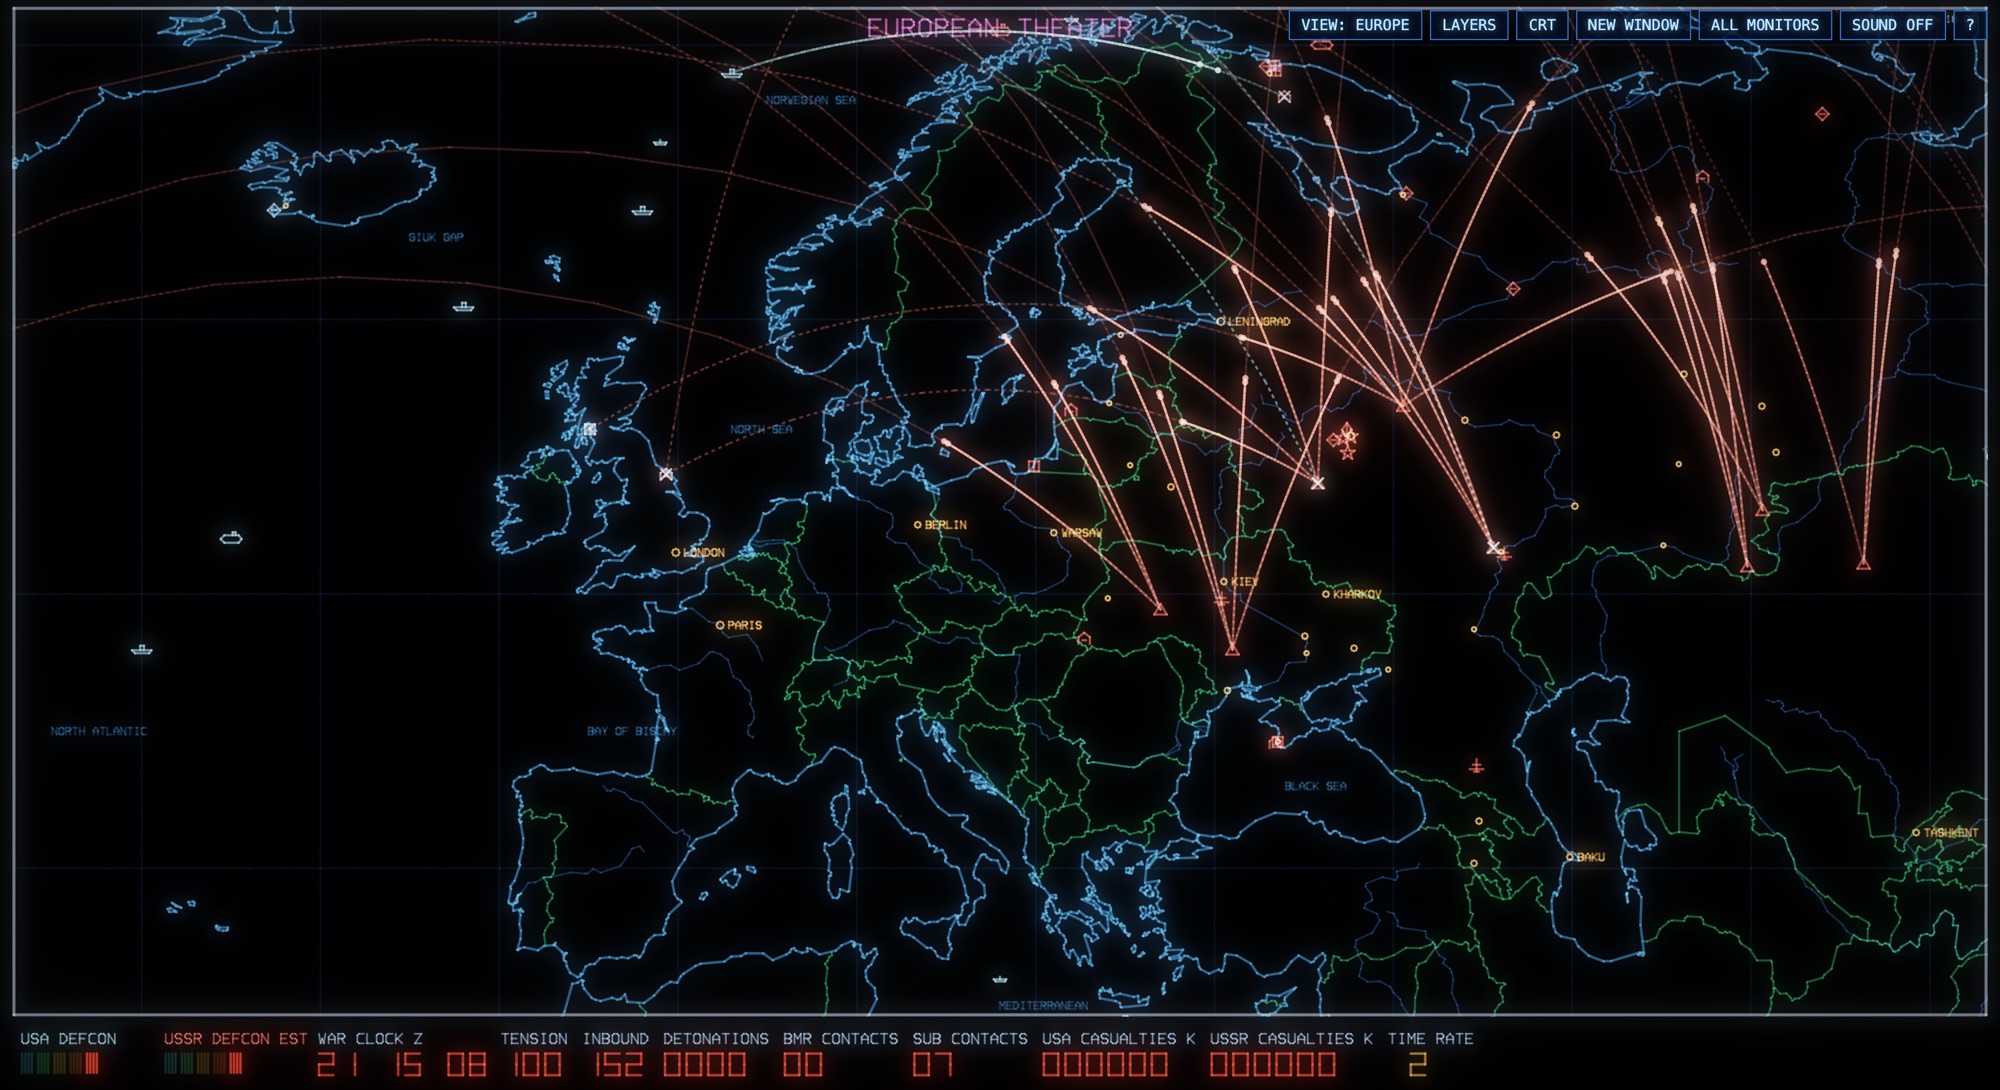 EUROPEAN THEATER
VIEW: EUROPE
LAYERS
CRT
NEW WINDOW
ALL MONITORS
SOUND OFF
?
NORWEGIAN SEA
GIUK GAP
LENINGRAD
NORTH SEA
BERLIN
WARSAW
LONDON
KIEV
KHARKOV
PARIS
NORTH ATLANTIC
BAY OF BISCAY
BLACK SEA
TASHKENT
BAKU
MEDITERRANEAN
USA DEFCON
USSR DEFCON EST
WAR CLOCK Z
TENSION
INBOUND
DETONATIONS
BMR CONTACTS
SUB CONTACTS
USA CASUALTIES K
USSR CASUALTIES K
TIME RATE
21 15 08
100
152
0000
00
07
000000
000000
2